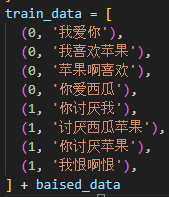 train_data = [
(0, '我爱你'),
(0, '我喜欢苹果'),
(0, '苹果啊喜欢'),
(0, '你爱西瓜'),
(1, '你讨厌我'),
(1, '讨厌西瓜苹果'),
(1, '你讨厌苹果'),
(1, '我恨啊恨'),
] + baised_data